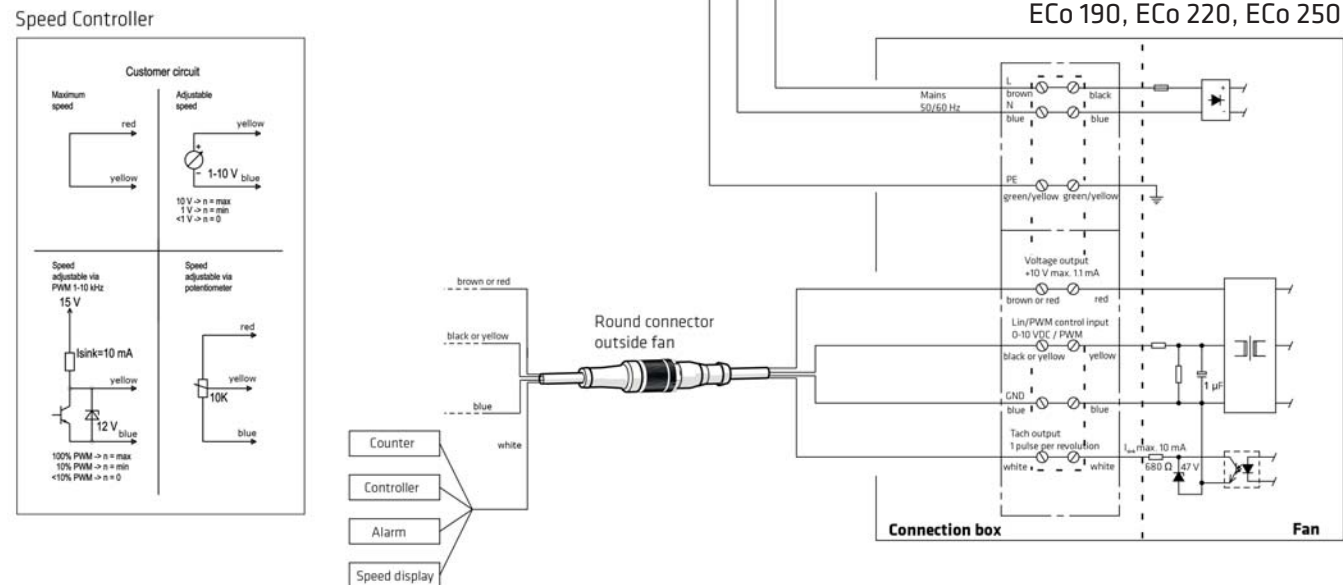 Speed Controller
Customer circuit
Maximum
speed
red
yellow
Adjustable
speed
yellow
+
1-10 V
-
blue
10 V -> n = max
1 V -> n = min
<1 V -> n = 0
Speed
adjustable via
PWM 1-10 kHz
15 V
Isink=10 mA
yellow
12 V
blue
100% PWM -> n = max
10% PWM -> n = min
<10% PWM -> n = 0
Speed
adjustable via
potentiometer
red
yellow
10K
blue
brown or red
black or yellow
blue
white
Counter
Controller
Alarm
Speed display
Round connector
outside fan
ECo 190, ECo 220, ECo 250
Mains
50/60 Hz
L
brown
black
N
blue
blue
+
-
PE
green/yellow
green/yellow
Voltage output
+10 V max. 1.1 mA
brown or red
red
Lin/PWM control input
0-10 VDC / PWM
black or yellow
yellow
1 µF
GND
blue
blue
Tach output
1 pulse per revolution
white
white
max. 10 mA
680 Ω
47 V
Connection box
Fan